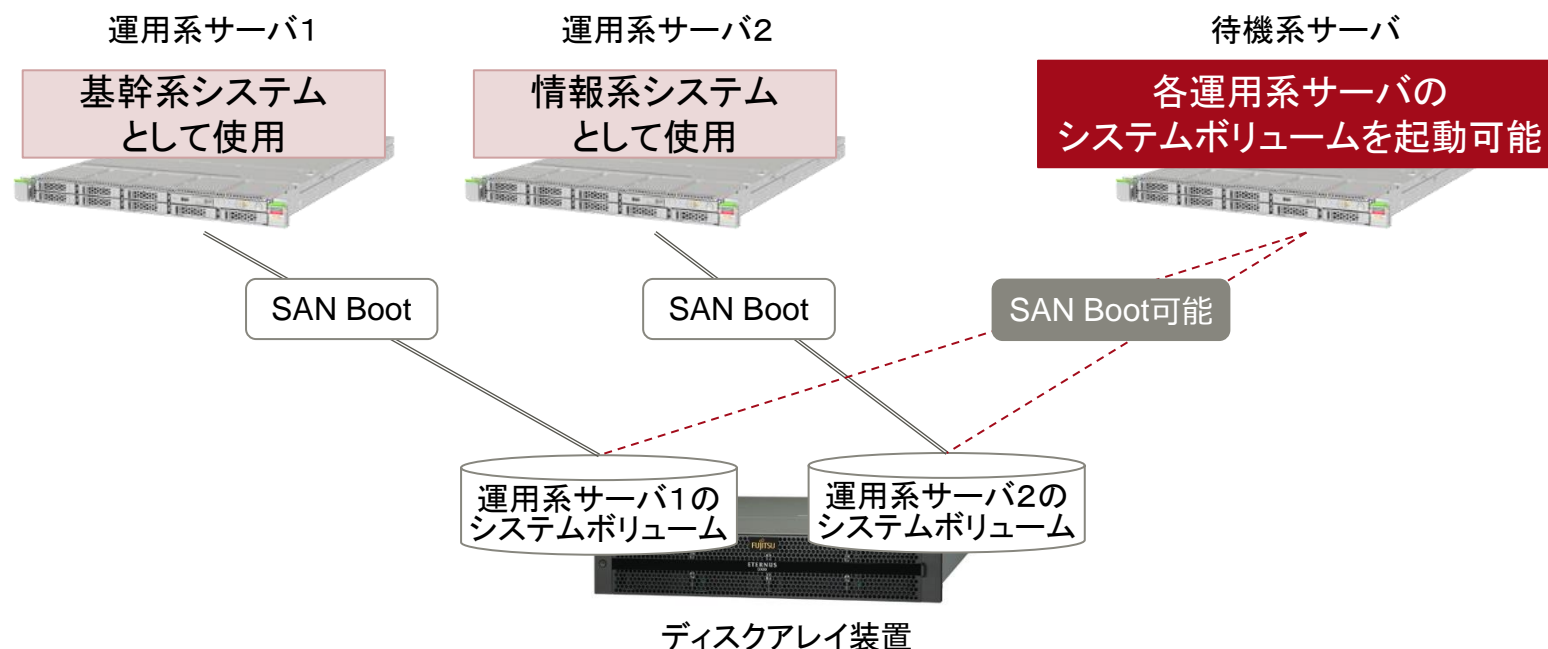 運用系サーバ1
運用系サーバ2
待機系サーバ
基幹系システム
として使用
情報系システム
として使用
各運用系サーバの
システムボリュームを起動可能
SAN Boot
SAN Boot
SAN Boot可能
運用系サーバ1の
システムボリューム
運用系サーバ2の
システムボリューム
FUJITSU
ETERNUS
ディスクアレイ装置